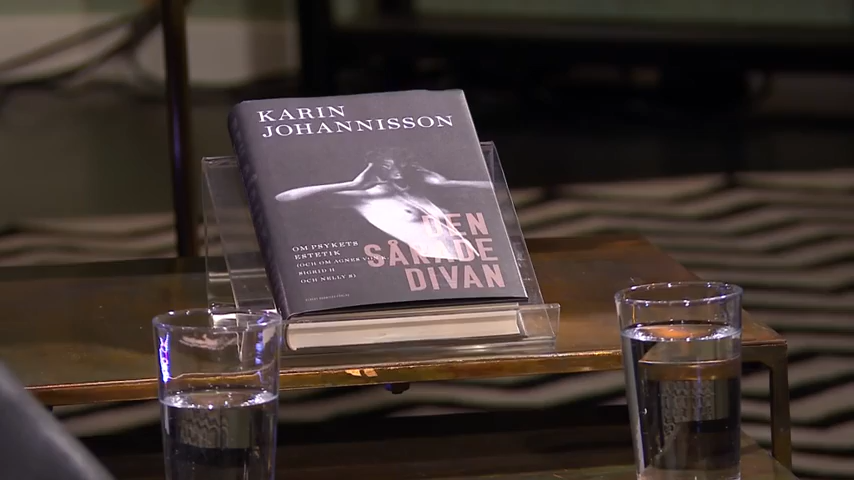 KARIN
JOHANNISSON
OM PSYKETS
ESTETIK
(OCH OM AGNES VON K,
SIGRID H
OCH NELLY S)
DEN
SÅRADE
DIVAN